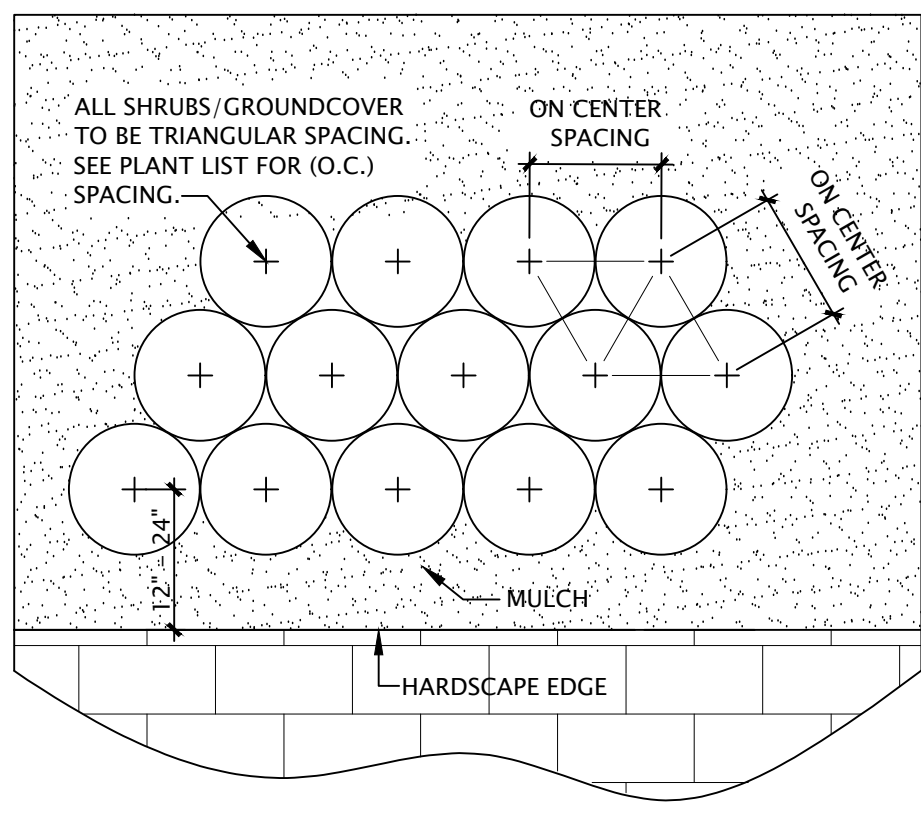 ALL SHRUBS/GROUNDCOVER
TO BE TRIANGULAR SPACING.
SEE PLANT LIST FOR (O.C.)
SPACING.
ON CENTER
SPACING
ON CENTER
SPACING
12" - 24"
MULCH
HARDSCAPE EDGE